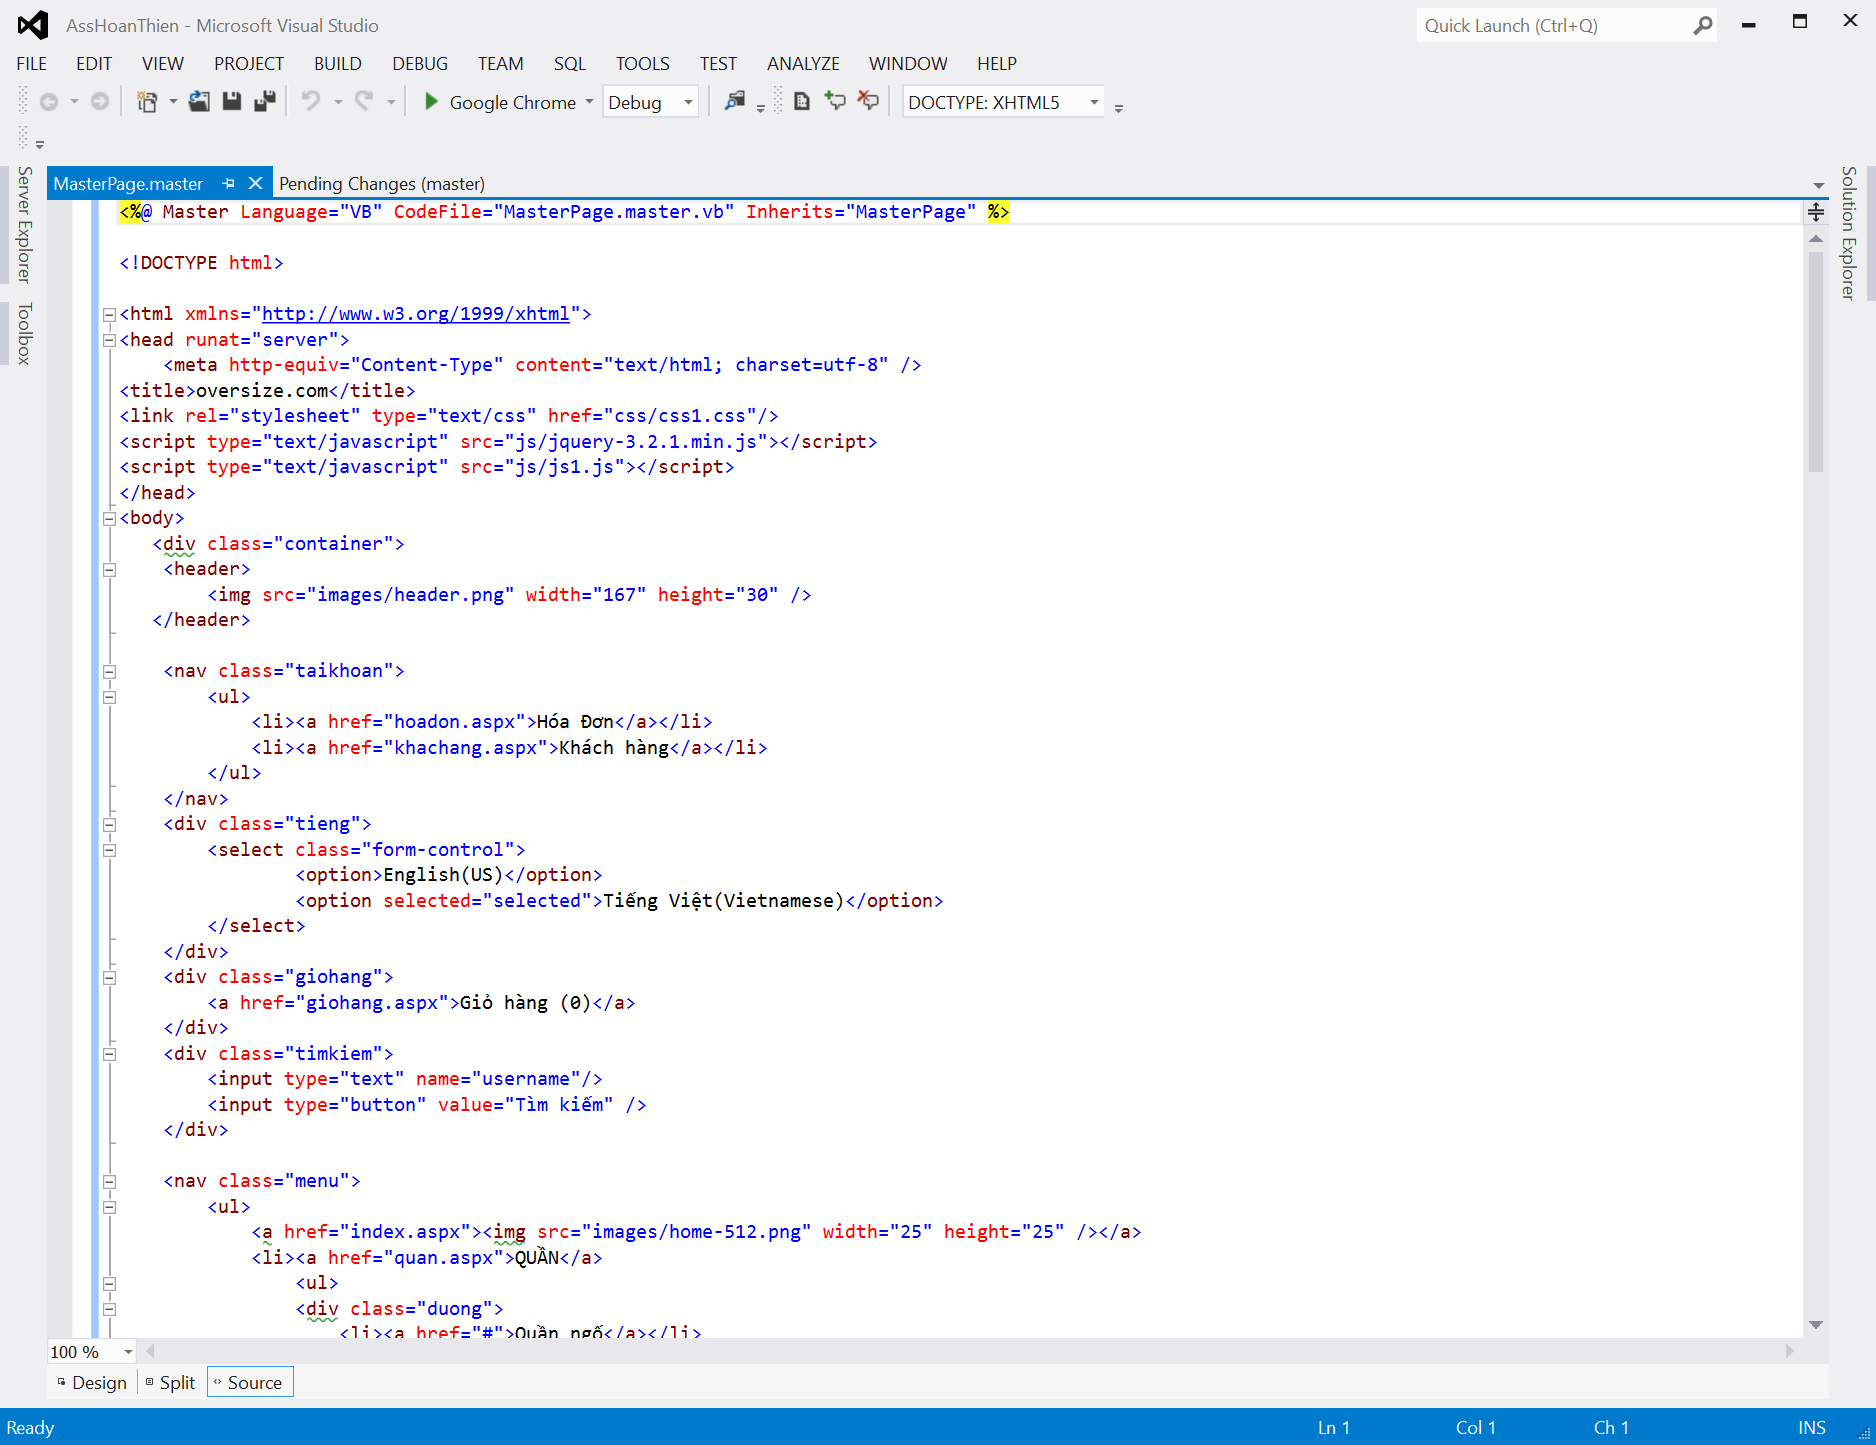 AssHoanThien - Microsoft Visual Studio
Quick Launch (Ctrl+Q)
FILE EDIT VIEW PROJECT BUILD DEBUG TEAM SQL TOOLS TEST ANALYZE WINDOW HELP
Google Chrome Debug DOCTYPE: XHTML5
Server Explorer
Toolbox
Solution Explorer
MasterPage.master Pending Changes (master)
<%@ Master Language="VB" CodeFile="MasterPage.master.vb" Inherits="MasterPage" %>
<!DOCTYPE html>
<html xmlns="http://www.w3.org/1999/xhtml">
<head runat="server">
<meta http-equiv="Content-Type" content="text/html; charset=utf-8" />
<title>oversize.com</title>
<link rel="stylesheet" type="text/css" href="css/css1.css"/>
<script type="text/javascript" src="js/jquery-3.2.1.min.js"></script>
<script type="text/javascript" src="js/js1.js"></script>
</head>
<body>
<div class="container">
<header>
<img src="images/header.png" width="167" height="30" />
</header>
<nav class="taikhoan">
<ul>
<li><a href="hoadon.aspx">Hóa Đơn</a></li>
<li><a href="khachang.aspx">Khách hàng</a></li>
</ul>
</nav>
<div class="tieng">
<select class="form-control">
<option>English(US)</option>
<option selected="selected">Tiếng Việt(Vietnamese)</option>
</select>
</div>
<div class="giohang">
<a href="giohang.aspx">Giỏ hàng (0)</a>
</div>
<div class="timkiem">
<input type="text" name="username"/>
<input type="button" value="Tìm kiếm" />
</div>
<nav class="menu">
<ul>
<a href="index.aspx"><img src="images/home-512.png" width="25" height="25" /></a>
<li><a href="quan.aspx">QUẦN</a>
<ul>
<div class="duong">
<li><a href="#">Quần ngố</a></li>
100 %
Design Split Source
Ready Ln 1 Col 1 Ch 1 INS